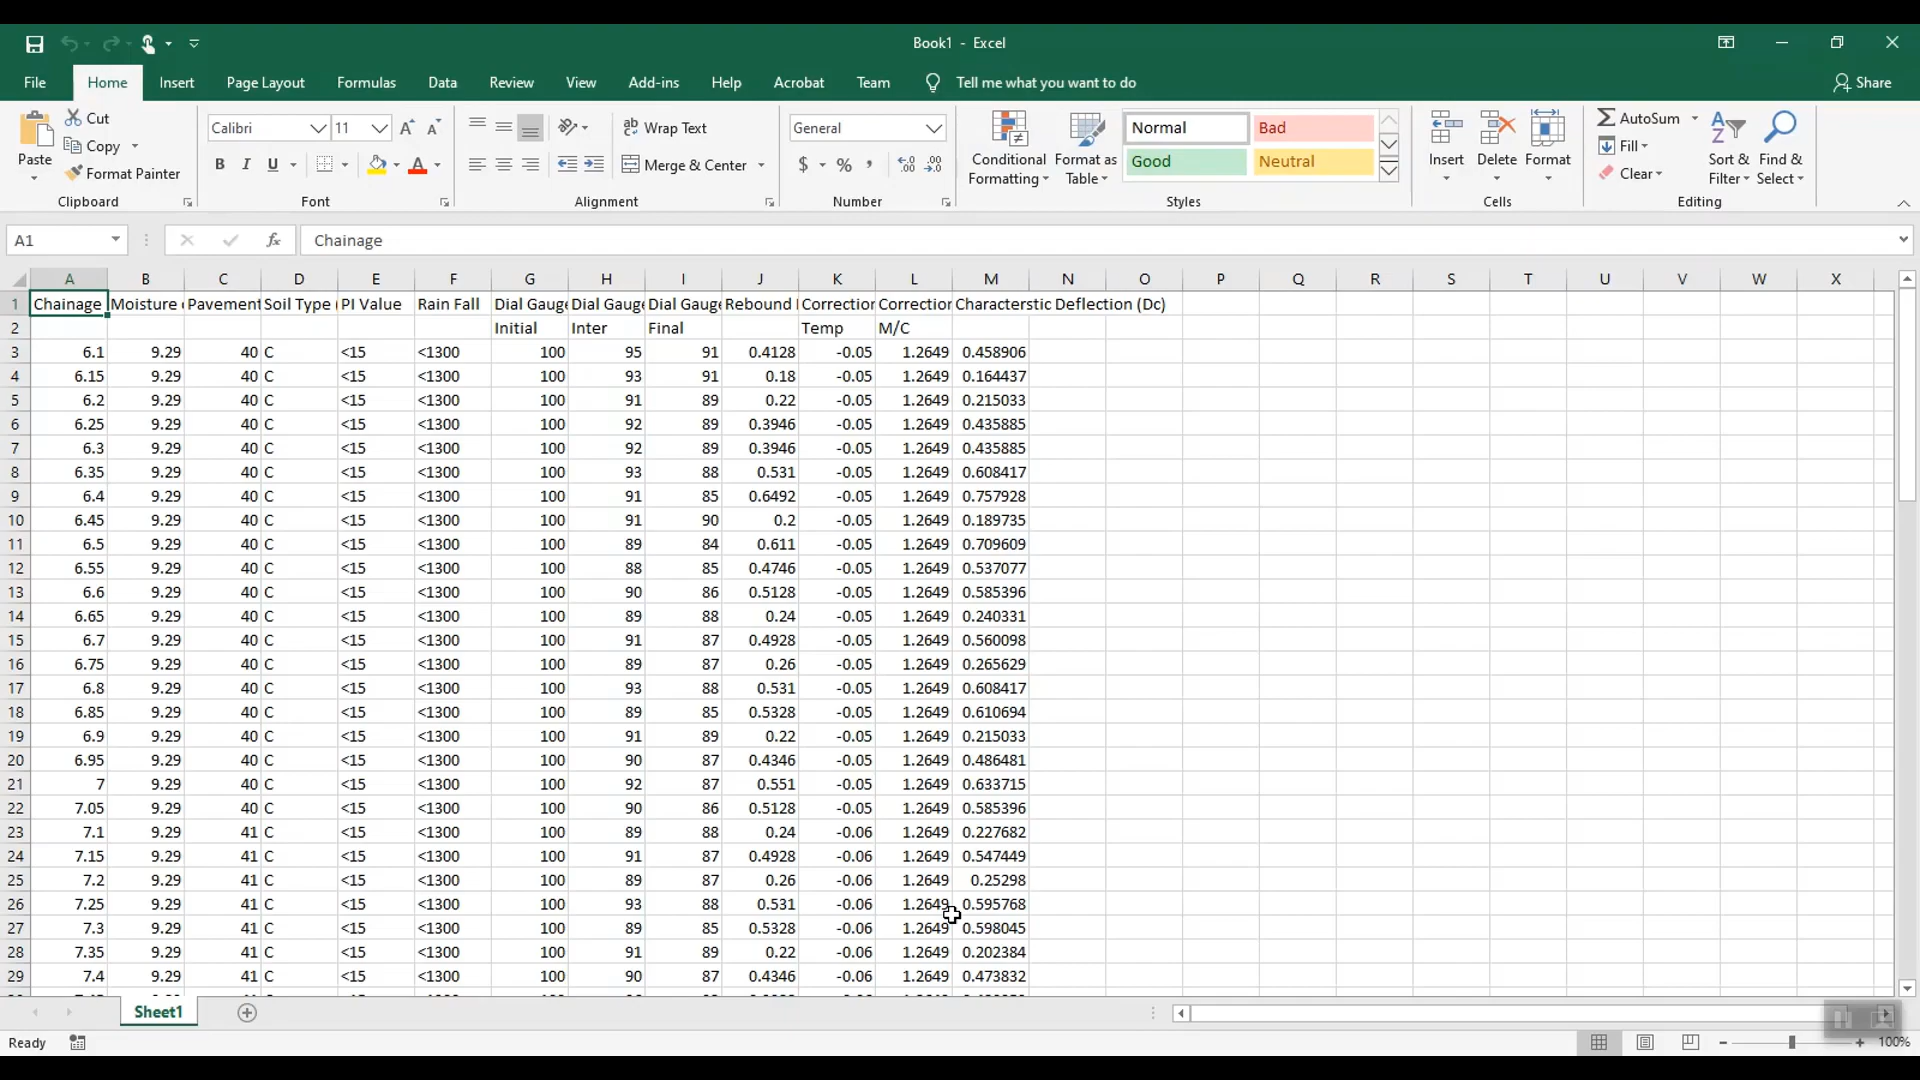 Book1 - Excel
File Home Insert Page Layout Formulas Data Review View Add-ins Help Acrobat Team Tell me what you want to do Share
Paste Cut Copy Format Painter Clipboard
Calibri 11 B I U A Font
Wrap Text Merge & Center Alignment
General $ % Number
Conditional Formatting Format as Table Normal Bad Good Neutral Styles
Insert Delete Format Cells
AutoSum Fill Clear Sort & Filter Find & Select Editing
A1 fx Chainage
A B C D E F G H I J K L M N O P Q R S T U V W X
1 Chainage Moisture Pavement Soil Type PI Value Rain Fall Dial Gauge Dial Gauge Dial Gauge Rebound Correction Correction Characterstic Deflection (Dc)
2 Initial Inter Final Temp M/C
3 6.1 9.29 40 C <15 <1300 100 95 91 0.4128 -0.05 1.2649 0.458906
4 6.15 9.29 40 C <15 <1300 100 93 91 0.18 -0.05 1.2649 0.164437
5 6.2 9.29 40 C <15 <1300 100 91 89 0.22 -0.05 1.2649 0.215033
6 6.25 9.29 40 C <15 <1300 100 92 89 0.3946 -0.05 1.2649 0.435885
7 6.3 9.29 40 C <15 <1300 100 92 89 0.3946 -0.05 1.2649 0.435885
8 6.35 9.29 40 C <15 <1300 100 93 88 0.531 -0.05 1.2649 0.608417
9 6.4 9.29 40 C <15 <1300 100 91 85 0.6492 -0.05 1.2649 0.757928
10 6.45 9.29 40 C <15 <1300 100 91 90 0.2 -0.05 1.2649 0.189735
11 6.5 9.29 40 C <15 <1300 100 89 84 0.611 -0.05 1.2649 0.709609
12 6.55 9.29 40 C <15 <1300 100 88 85 0.4746 -0.05 1.2649 0.537077
13 6.6 9.29 40 C <15 <1300 100 90 86 0.5128 -0.05 1.2649 0.585396
14 6.65 9.29 40 C <15 <1300 100 89 88 0.24 -0.05 1.2649 0.240331
15 6.7 9.29 40 C <15 <1300 100 91 87 0.4928 -0.05 1.2649 0.560098
16 6.75 9.29 40 C <15 <1300 100 89 87 0.26 -0.05 1.2649 0.265629
17 6.8 9.29 40 C <15 <1300 100 93 88 0.531 -0.05 1.2649 0.608417
18 6.85 9.29 40 C <15 <1300 100 89 85 0.5328 -0.05 1.2649 0.610694
19 6.9 9.29 40 C <15 <1300 100 91 89 0.22 -0.05 1.2649 0.215033
20 6.95 9.29 40 C <15 <1300 100 90 87 0.4346 -0.05 1.2649 0.486481
21 7 9.29 40 C <15 <1300 100 92 87 0.551 -0.05 1.2649 0.633715
22 7.05 9.29 40 C <15 <1300 100 90 86 0.5128 -0.05 1.2649 0.585396
23 7.1 9.29 41 C <15 <1300 100 89 88 0.24 -0.06 1.2649 0.227682
24 7.15 9.29 41 C <15 <1300 100 91 87 0.4928 -0.06 1.2649 0.547449
25 7.2 9.29 41 C <15 <1300 100 89 87 0.26 -0.06 1.2649 0.25298
26 7.25 9.29 41 C <15 <1300 100 93 88 0.531 -0.06 1.2649 0.595768
27 7.3 9.29 41 C <15 <1300 100 89 85 0.5328 -0.06 1.2649 0.598045
28 7.35 9.29 41 C <15 <1300 100 91 89 0.22 -0.06 1.2649 0.202384
29 7.4 9.29 41 C <15 <1300 100 90 87 0.4346 -0.06 1.2649 0.473832
Sheet1
Ready 100%